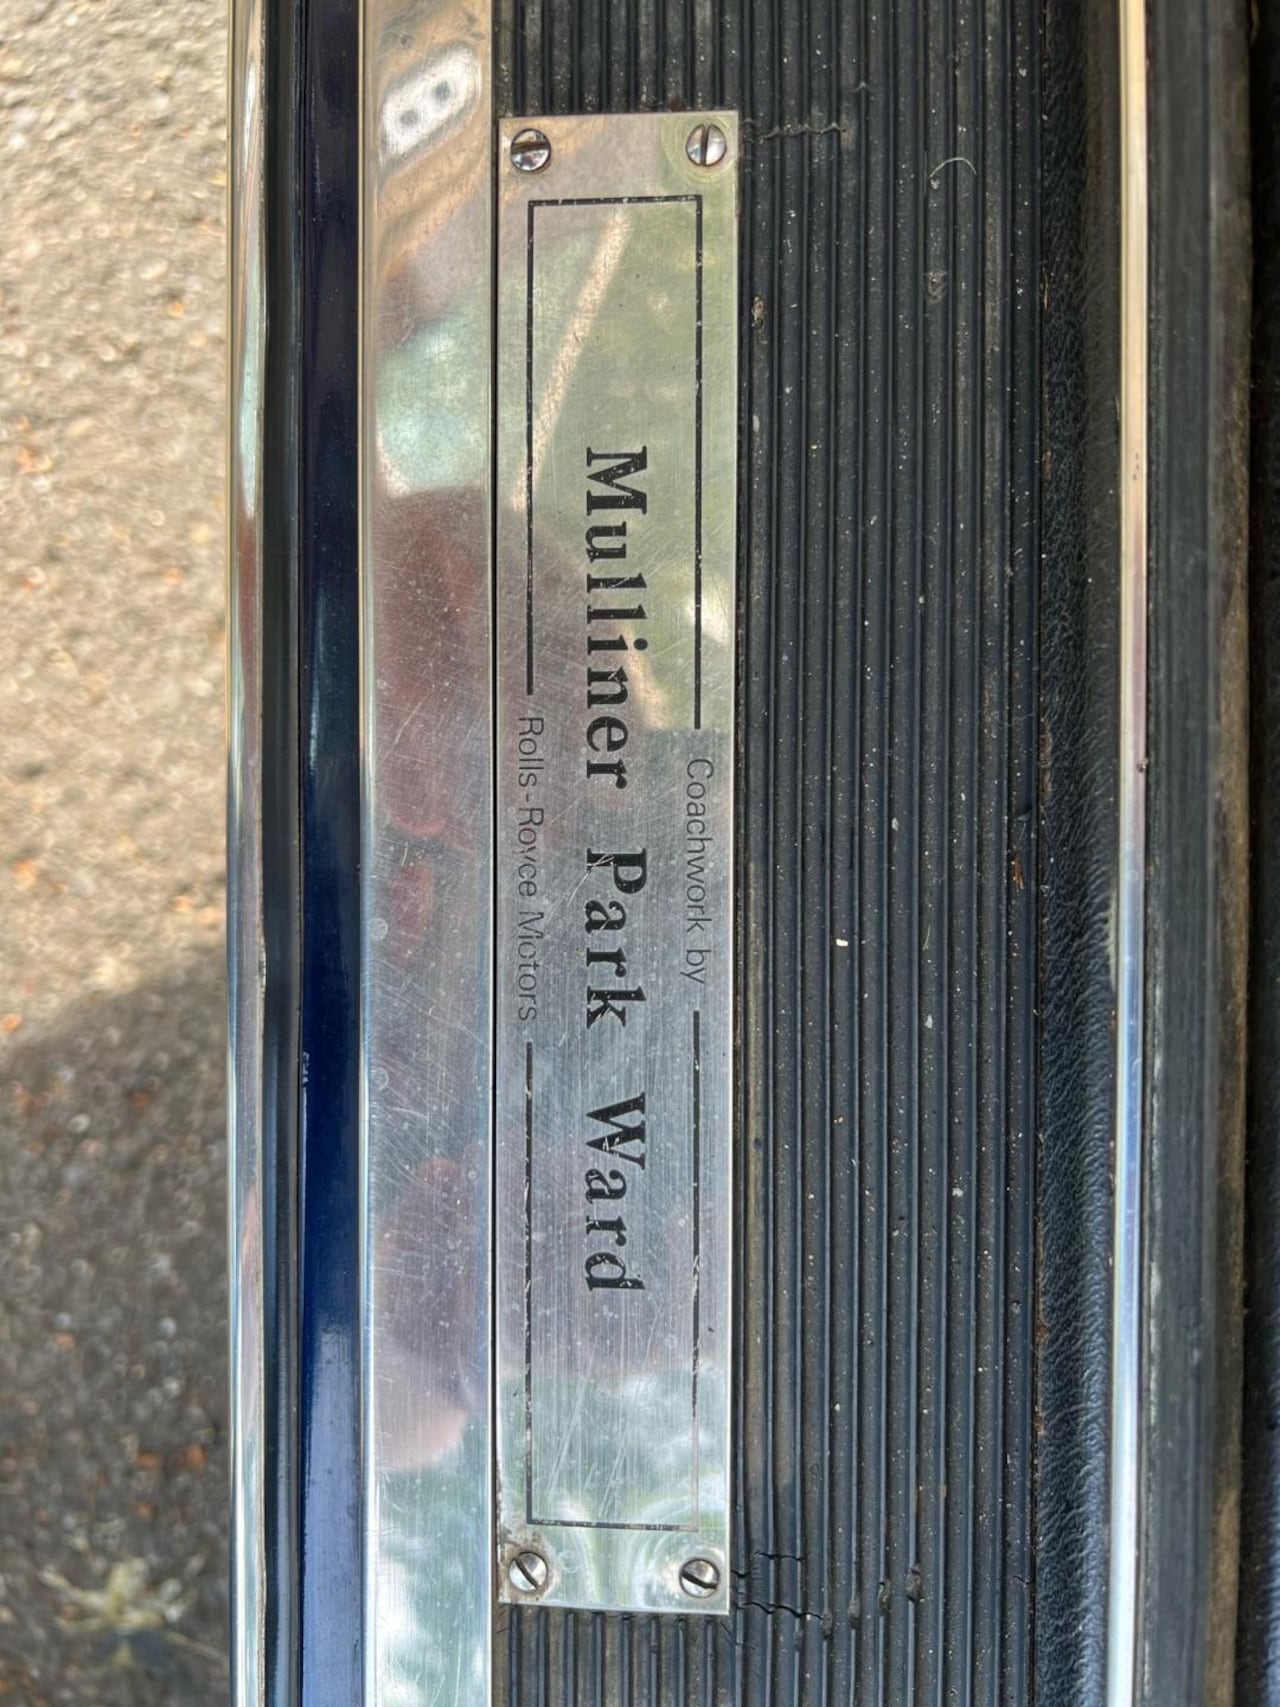 Coachwork by
Mulliner Park Ward
Rolls-Royce Motors